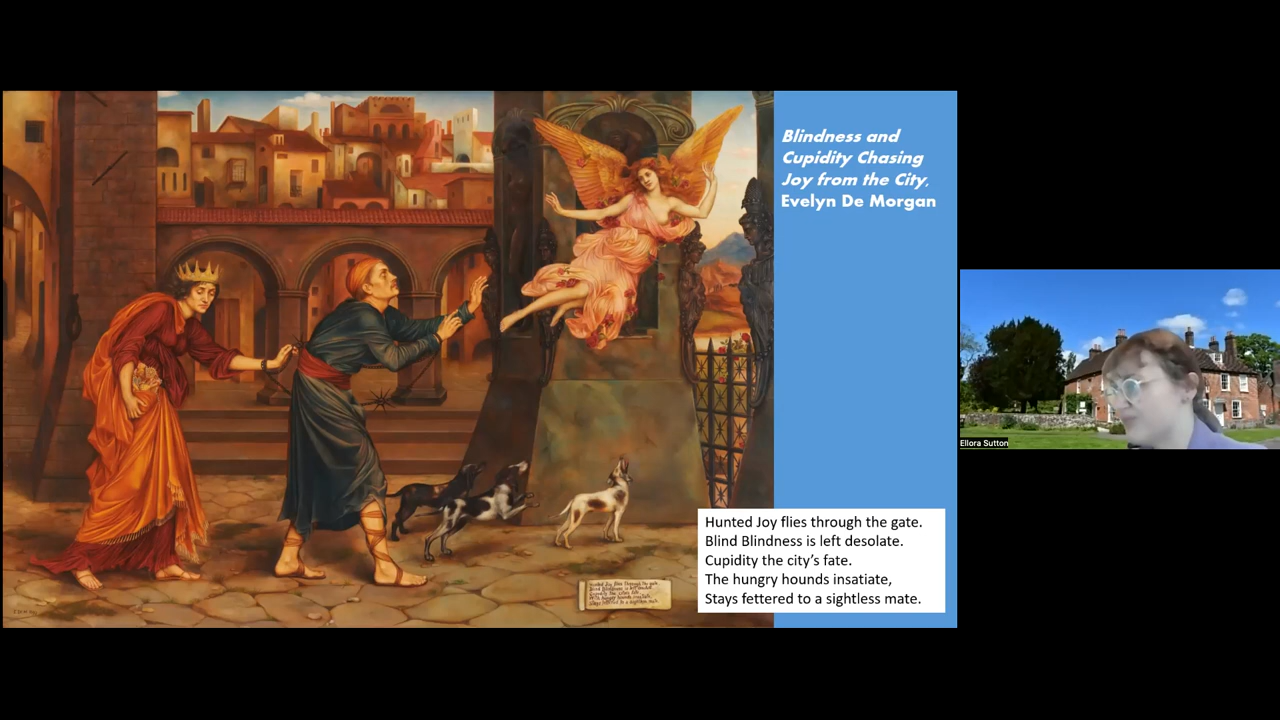 Blindness and
Cupidity Chasing
Joy from the City,
Evelyn De Morgan
Hunted Joy flies through the gate.
Blind Blindness is left desolate.
Cupidity the city's fate.
The hungry hounds insatiate,
Stays fettered to a sightless mate.
Ellora Sutton